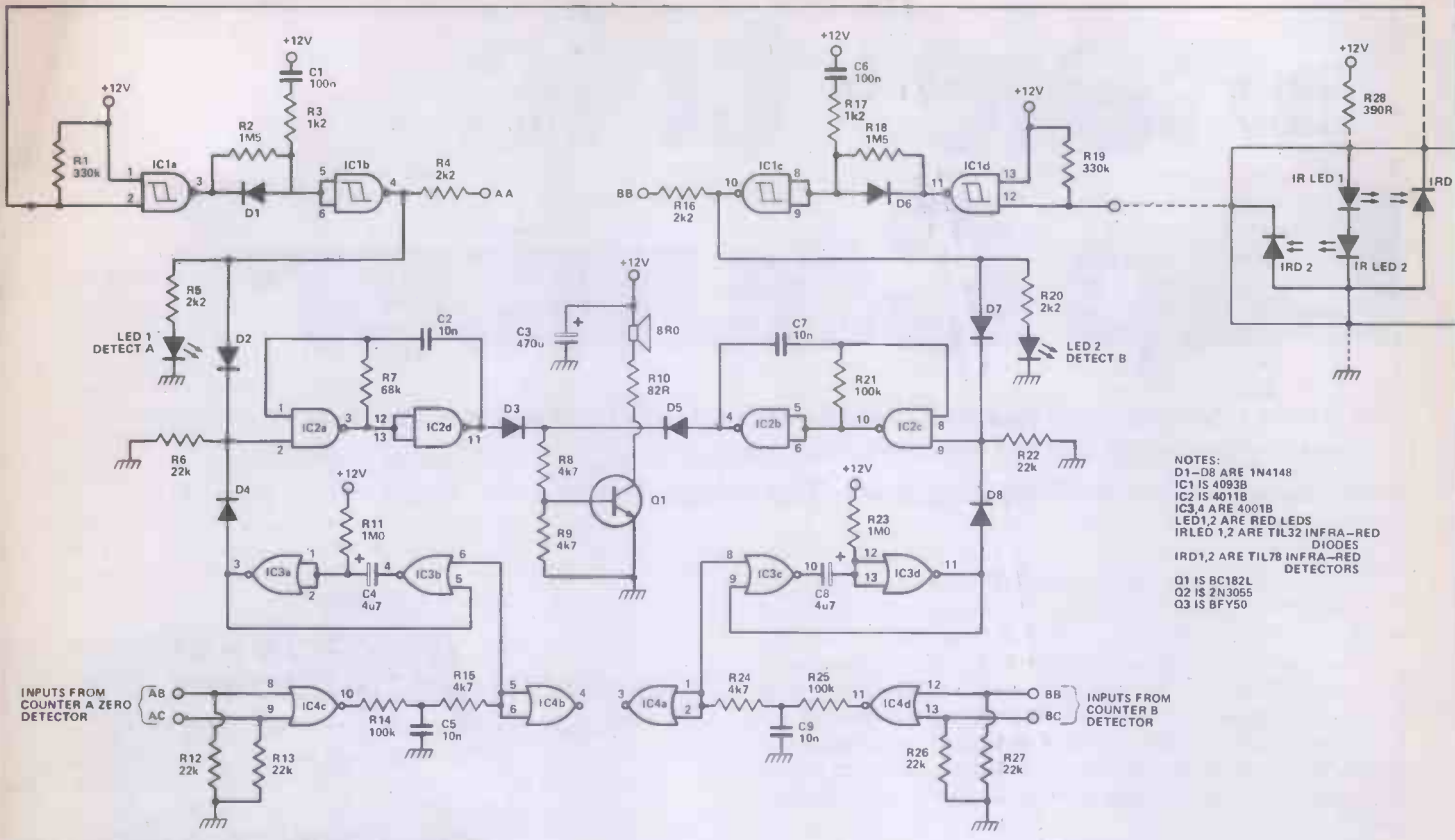 +12V
C1
100n
R3
1k2
R2
1M5
+12V
R1
330k
1
2
IC1a
3
D1
5
6
IC1b
4
R4
2k2
AA
+12V
C6
100n
R17
1k2
R18
1M5
BB
R16
2k2
10
IC1c
8
9
D6
11
IC1d
13
12
+12V
R19
330k
+12V
R28
390R
IR LED 1
IRD
IRD 2
IR LED 2
R5
2k2
LED 1
DETECT A
D2
C2
10n
R7
68k
1
2
IC2a
3
12
13
IC2d
11
D3
R6
22k
+12V
C3
470u
+
8R0
R10
82R
D5
C7
10n
R21
100k
4
IC2b
5
6
10
IC2c
8
9
D7
R20
2k2
LED 2
DETECT B
R22
22k
D4
+12V
R11
1M0
R8
4k7
R9
4k7
Q1
3
IC3a
1
2
+
C4
4u7
4
IC3b
6
5
+12V
R23
1M0
D8
8
9
IC3c
10
+
C8
4u7
12
13
IC3d
11
NOTES:
D1–D8 ARE 1N4148
IC1 IS 4093B
IC2 IS 4011B
IC3,4 ARE 4001B
LED1,2 ARE RED LEDS
IRLED 1,2 ARE TIL32 INFRA–RED
DIODES
IRD1,2 ARE TIL78 INFRA–RED
DETECTORS
Q1 IS BC182L
Q2 IS 2N3055
Q3 IS BFY50
INPUTS FROM
COUNTER A ZERO
DETECTOR
AB
AC
8
9
IC4c
10
R14
100k
R15
4k7
C5
10n
5
6
IC4b
4
R12
22k
R13
22k
3
IC4a
1
2
R24
4k7
R25
100k
C9
10n
11
IC4d
12
13
BB
BC
INPUTS FROM
COUNTER B
DETECTOR
R26
22k
R27
22k